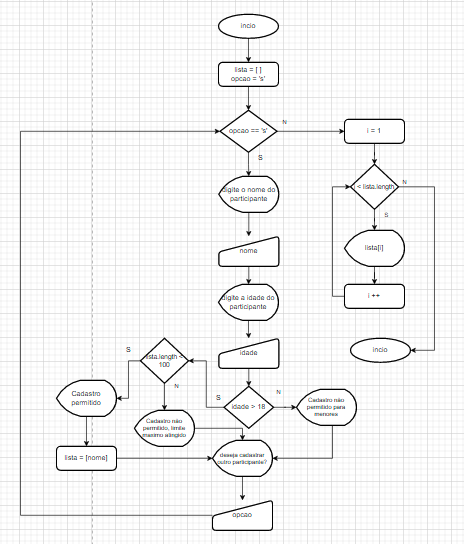 incio
lista = [ ]
opcao = 's'
opcao == 's'
N
S
i = 1
digite o nome do
participante
< lista.length
N
S
nome
lista[i]
digite a idade do
participante
i ++
idade
incio
S
lista.length <
100
N
Cadastro
permitido
S
idade > 18
N
Cadastro não
permitido para
menores
Cadastro não
permitido, limite
maximo atingido
lista = [nome]
deseja cadastrar
outro participante?
opcao